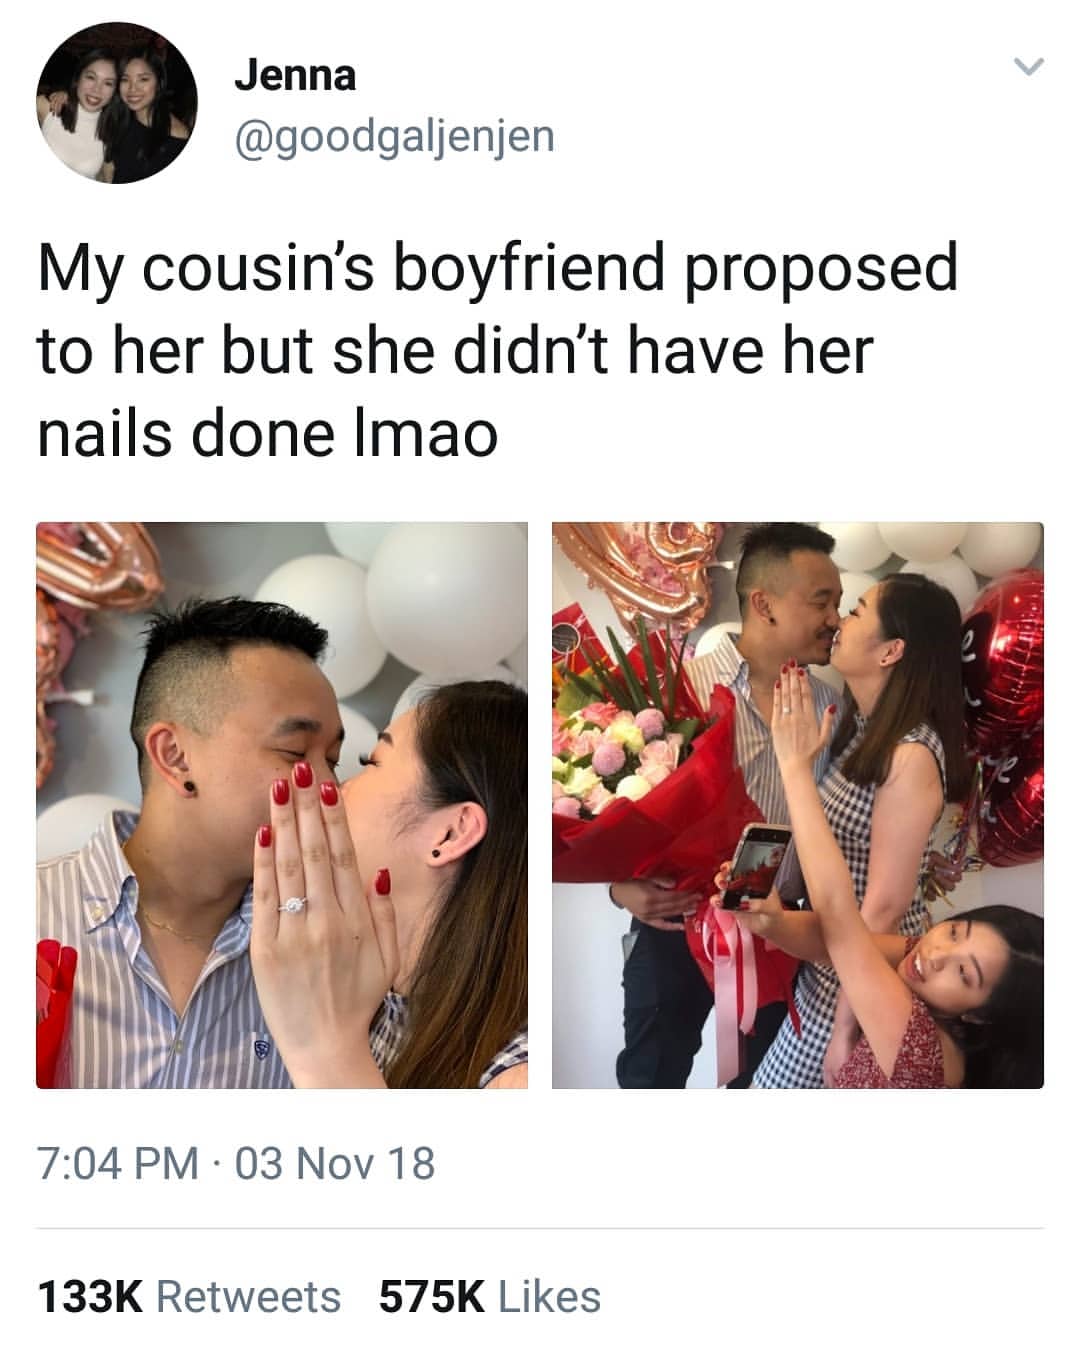 Jenna
@goodgaljenjen
My cousin’s boyfriend proposed
to her but she didn’t have her
nails done lmao
7:04 PM · 03 Nov 18
133K Retweets 575K Likes